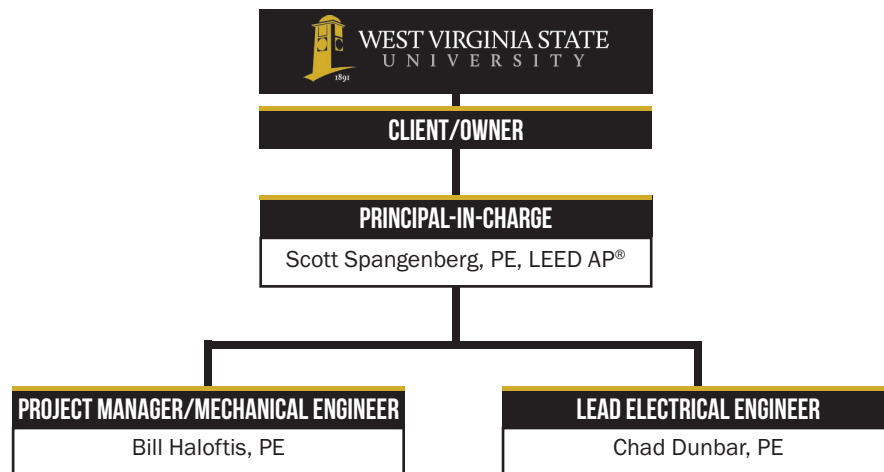 WEST VIRGINIA STATE
UNIVERSITY
1891
CLIENT/OWNER
PRINCIPAL-IN-CHARGE
Scott Spangenberg, PE, LEED AP®
PROJECT MANAGER/MECHANICAL ENGINEER
Bill Haloftis, PE
LEAD ELECTRICAL ENGINEER
Chad Dunbar, PE